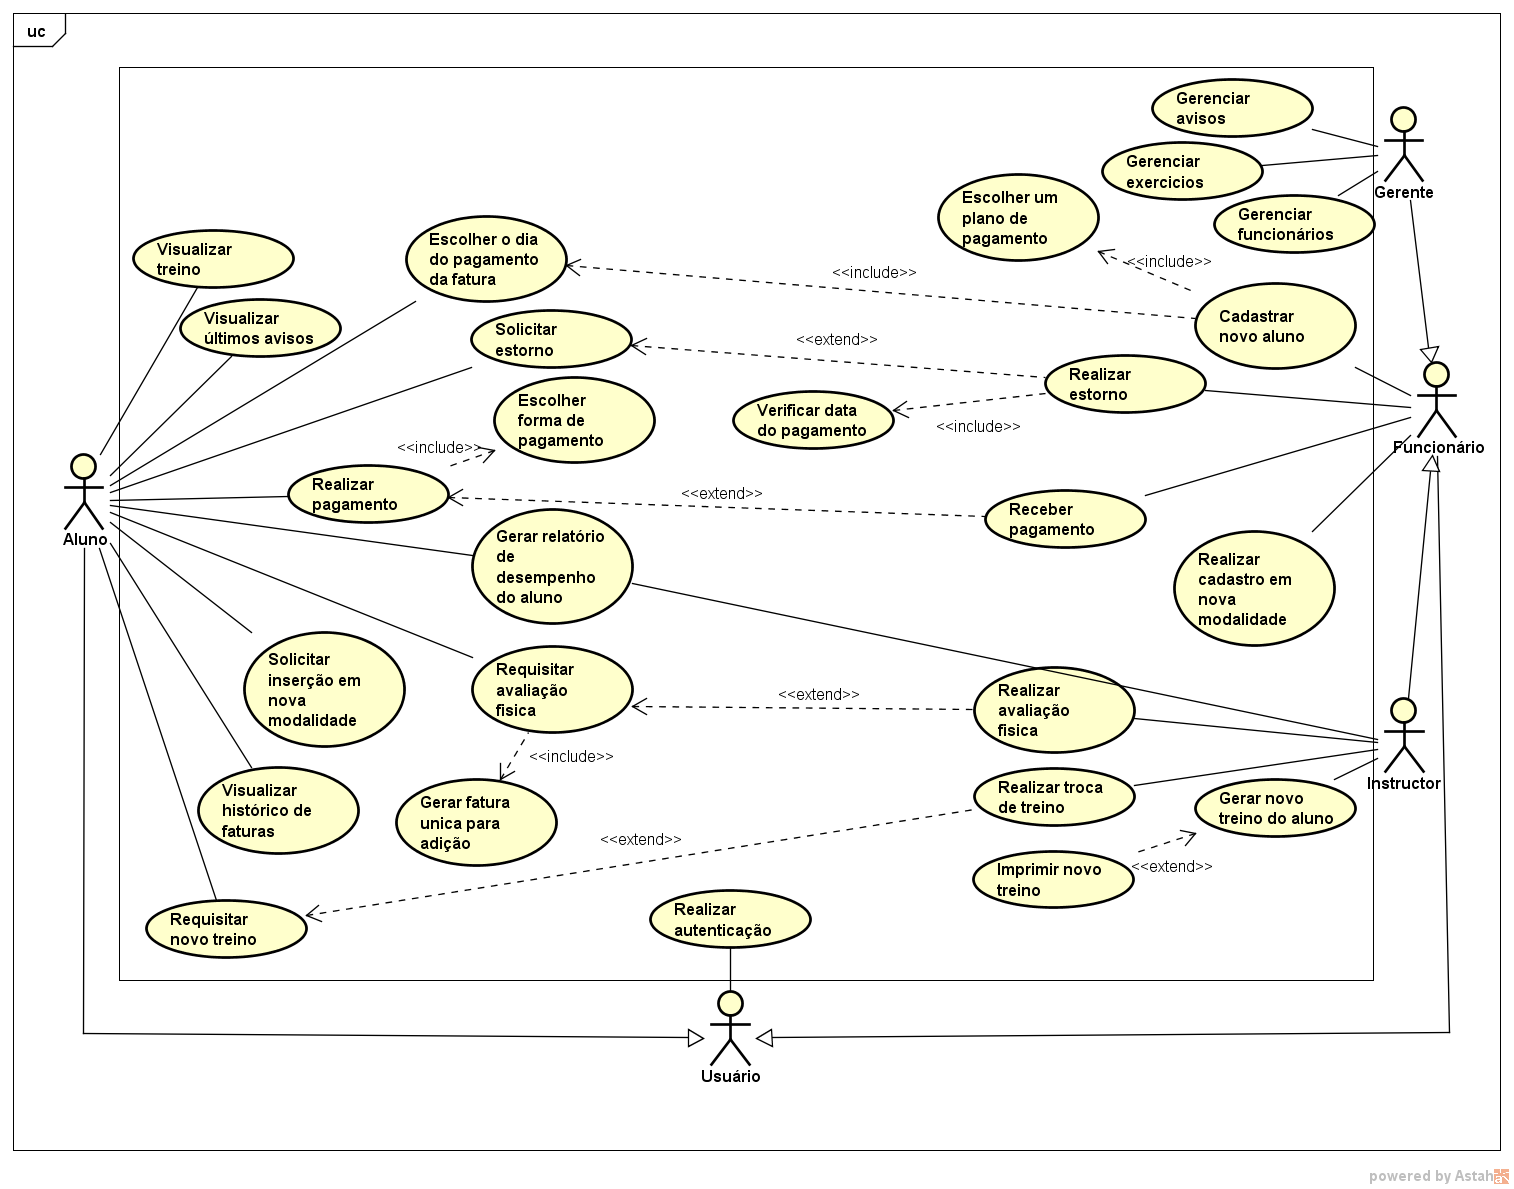 uc
Gerenciar
avisos
Gerenciar
exercicios
Gerente
Escolher um
plano de
pagamento
Gerenciar
funcionários
Visualizar
treino
Escolher o dia
do pagamento
da fatura
<<include>>
<<include>>
Visualizar
últimos avisos
Solicitar
estorno
<<extend>>
Cadastrar
novo aluno
Realizar
estorno
Escolher
forma de
pagamento
Verificar data
do pagamento
<<include>>
<<include>>
Funcionário
Realizar
pagamento
<<extend>>
Receber
pagamento
Aluno
Gerar relatório
de
desempenho
do aluno
Realizar
cadastro em
nova
modalidade
Solicitar
inserção em
nova
modalidade
Requisitar
avaliação
fisica
<<extend>>
Realizar
avaliação
fisica
<<include>>
Instructor
Visualizar
histórico de
faturas
Gerar fatura
unica para
adição
Realizar troca
de treino
Gerar novo
treino do aluno
<<extend>>
<<extend>>
Imprimir novo
treino
Requisitar
novo treino
Realizar
autenticação
Usuário
powered by Astah